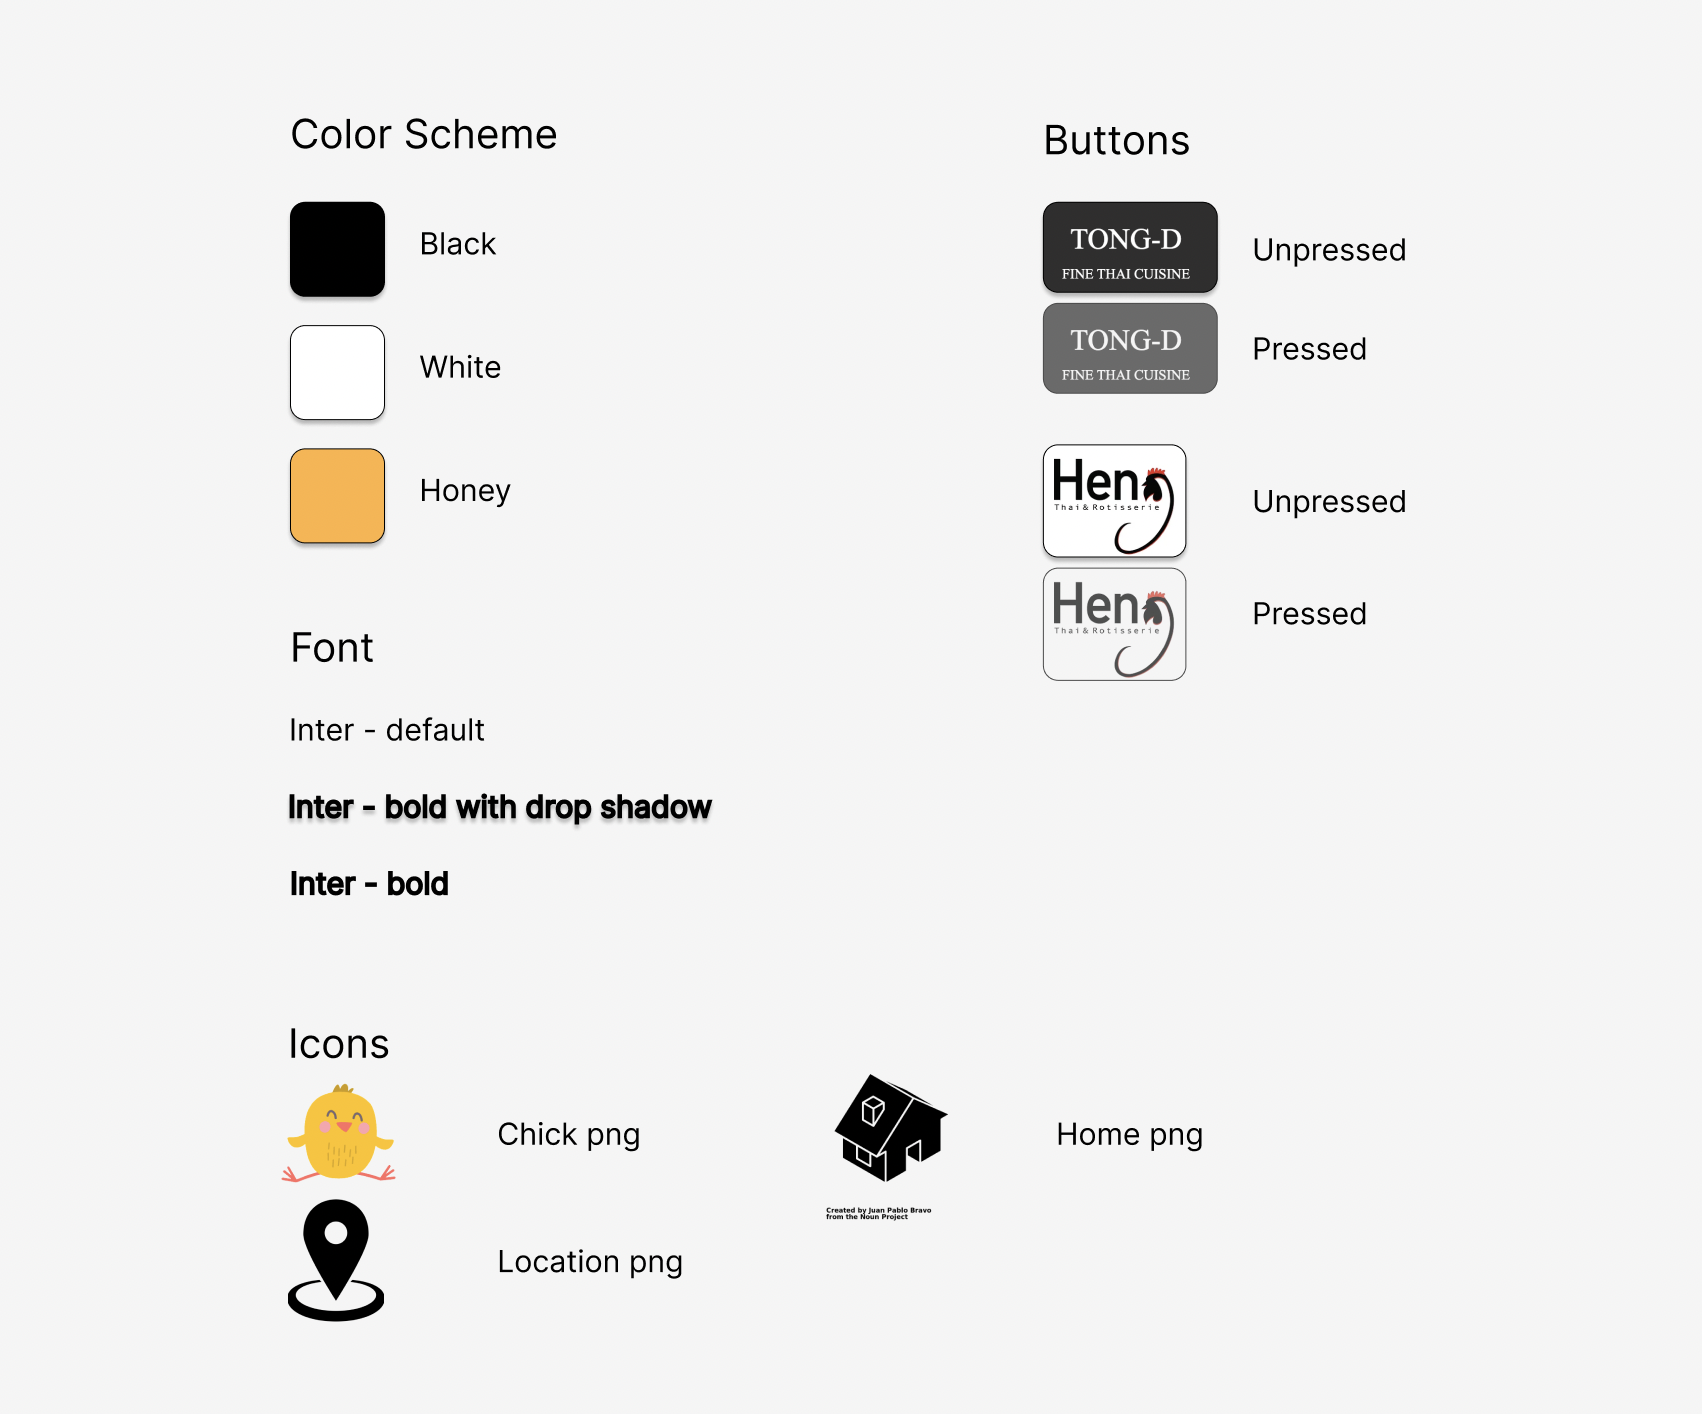 Color Scheme
Black
White
Honey
Font
Inter - default
Inter - bold with drop shadow
Inter - bold
Buttons
TONG-D
FINE THAI CUISINE
Unpressed
TONG-D
FINE THAI CUISINE
Pressed
Heng
Thai & Rotisserie
Unpressed
Heng
Thai & Rotisserie
Pressed
Icons
Chick png
Location png
Created by Juan Pablo Bravo
from the Noun Project
Home png